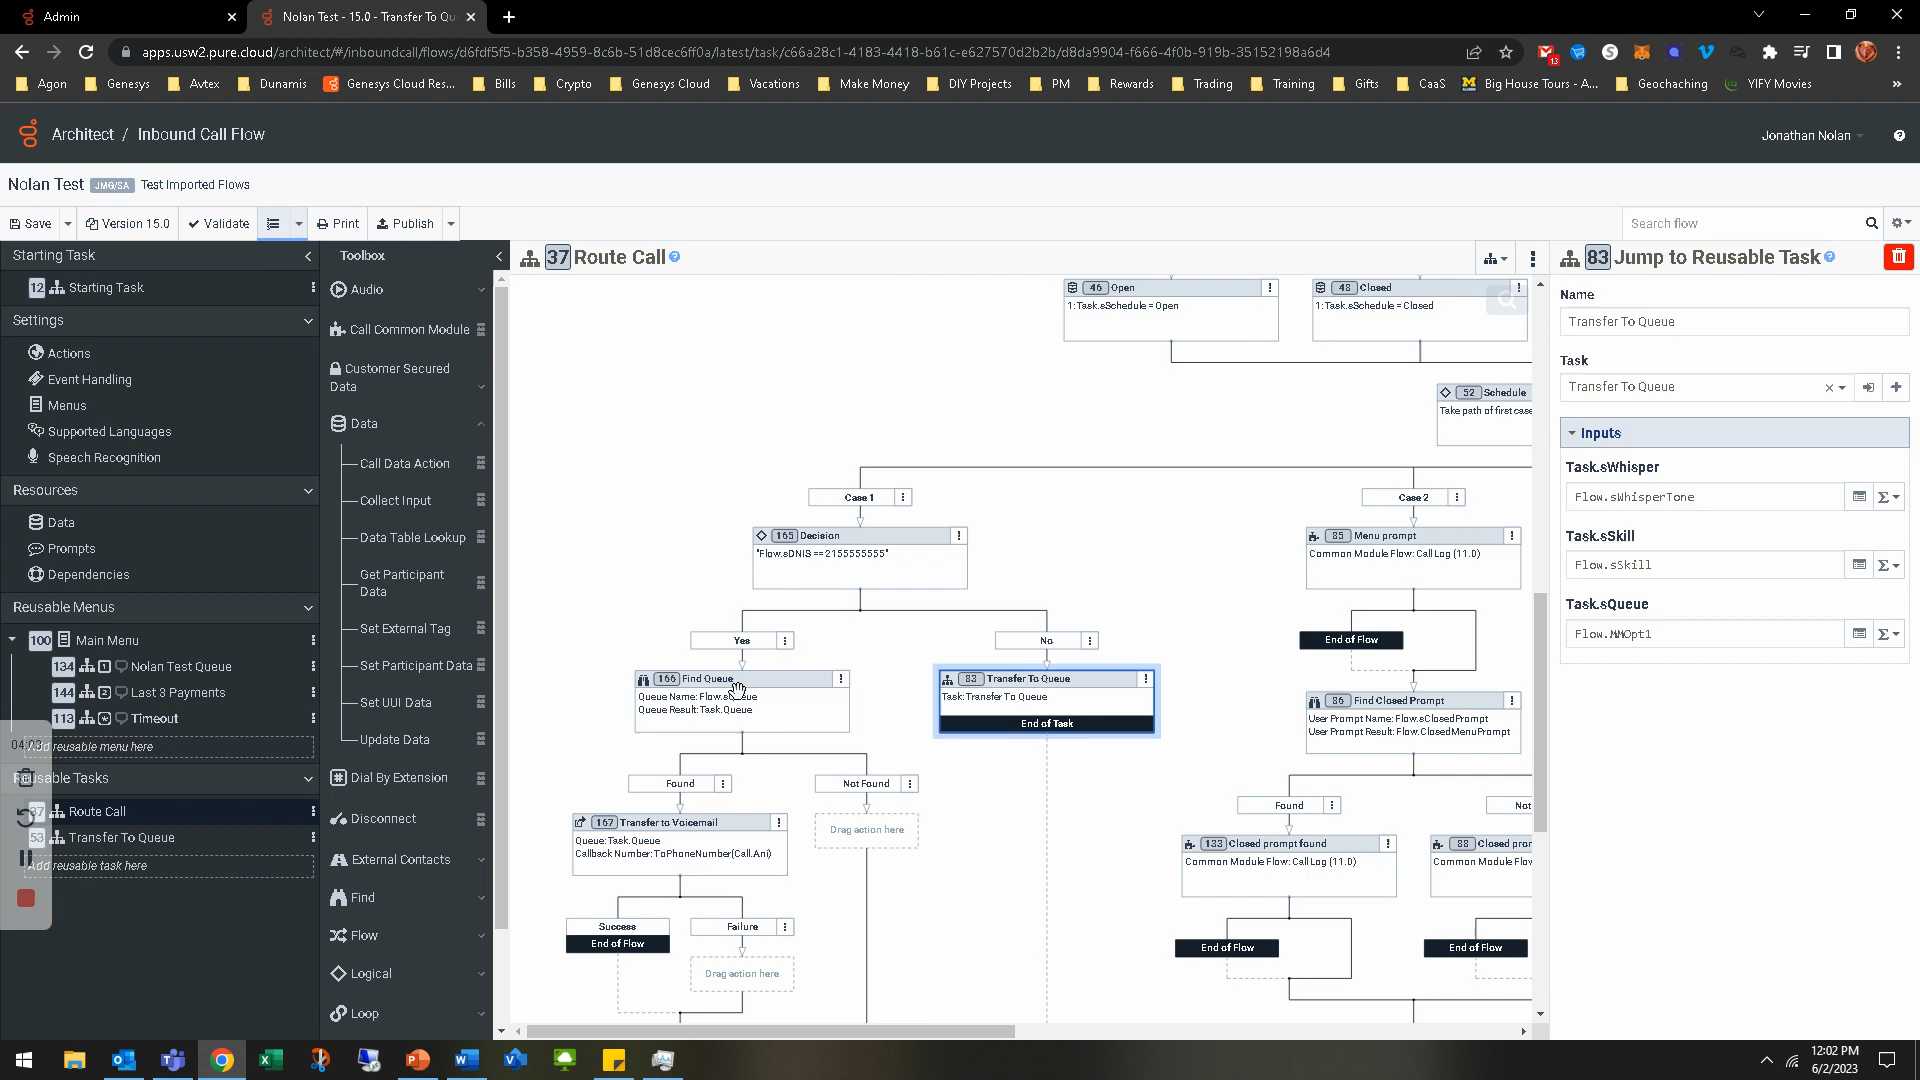 Admin
Nolan Test - 15.0 - Transfer To Qu
apps.usw2.pure.cloud/architect/#/inboundcall/flows/d6fdf5f5-b358-4959-8c6b-51d8cec6ff0a/latest/task/c66a28c1-4183-4418-b61c-e627570d2b2b/d8da9904-f666-4f0b-919b-35152198a6d4
13
Agon
Genesys
Avtex
Dunamis
Genesys Cloud Res...
Bills
Crypto
Genesys Cloud
Vacations
Make Money
DIY Projects
PM
Rewards
Trading
Training
Gifts
CaaS
Big House Tours - A...
Geochaching
YIFY Movies
Architect / Inbound Call Flow
Jonathan Nolan
Nolan Test JMG/SA Test Imported Flows
Save
Version 15.0
Validate
Print
Publish
Search flow
Starting Task
12 Starting Task
Settings
Actions
Event Handling
Menus
Supported Languages
Speech Recognition
Resources
Data
Prompts
Dependencies
Reusable Menus
100 Main Menu
134 1 Nolan Test Queue
144 2 Last 3 Payments
113 * Timeout
reusable menu here
Reusable Tasks
Route Call
53 Transfer To Queue
Add reusable task here
Toolbox
Audio
Call Common Module
Customer Secured
Data
Data
Call Data Action
Collect Input
Data Table Lookup
Get Participant
Data
Set External Tag
Set Participant Data
Set UUI Data
Update Data
Dial By Extension
Disconnect
External Contacts
Find
Flow
Logical
Loop
37 Route Call
46 Open
1:Task.sSchedule = Open
48 Closed
1:Task.sSchedule = Closed
52 Schedule
Take path of first case
Case 1
Case 2
165 Decision
"Flow.sDNIS == 2155555555"
85 Menu prompt
Common Module Flow: Call Log (11.0)
Yes
No
End of Flow
166 Find Queue
Queue Name: Flow.s
Queue Result: Task.Queue
83 Transfer To Queue
Task: Transfer To Queue
End of Task
86 Find Closed Prompt
User Prompt Name: Flow.sClosedPrompt
User Prompt Result: Flow.ClosedMenuPrompt
Found
Not Found
Found
Not
167 Transfer to Voicemail
Queue: Task.Queue
Callback Number: ToPhoneNumber(Call.Ani)
Drag action here
133 Closed prompt found
Common Module Flow: Call Log (11.0)
88 Closed pror
Common Module Flow
Success
End of Flow
Failure
Drag action here
End of Flow
End of Flow
83 Jump to Reusable Task
Name
Transfer To Queue
Task
Transfer To Queue
Inputs
Task.sWhisper
Flow.sWhisperTone
Task.sSkill
Flow.sSkill
Task.sQueue
Flow.MMOpt1
12:02 PM
6/2/2023